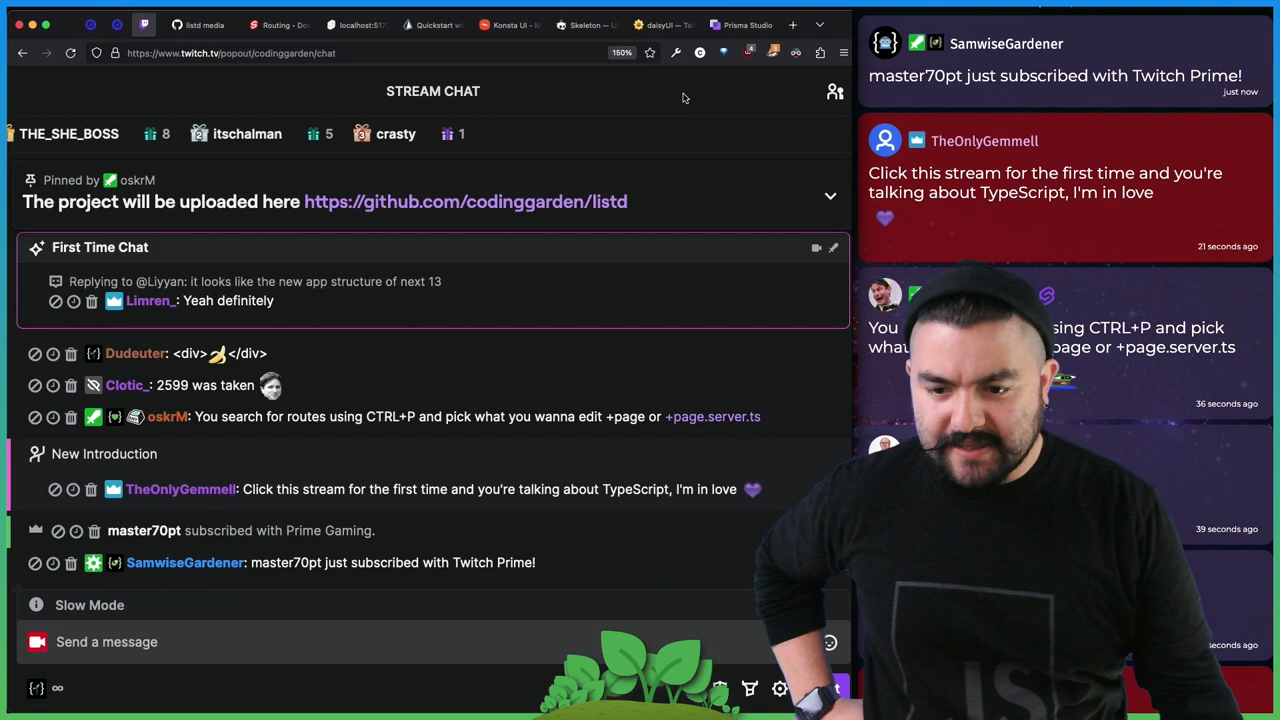 listd media
Routing - Doc
localhost:517
Quickstart wi
Konsta UI - M
Skeleton — U
daisyUI — Tai
Prisma Studio
https://www.twitch.tv/popout/codinggarden/chat
150%
STREAM CHAT
THE_SHE_BOSS 8 2 itschalman 5 3 crasty 1
Pinned by oskrM
The project will be uploaded here https://github.com/codinggarden/listd
First Time Chat
Replying to @Liyyan: it looks like the new app structure of next 13
Limren_: Yeah definitely
Dudeuter: <div>🍌</div>
Clotic_: 2599 was taken
oskrM: You search for routes using CTRL+P and pick what you wanna edit +page or +page.server.ts
New Introduction
TheOnlyGemmell: Click this stream for the first time and you're talking about TypeScript, I'm in love 💜
master70pt subscribed with Prime Gaming.
SamwiseGardener: master70pt just subscribed with Twitch Prime!
Slow Mode
Send a message
∞
SamwiseGardener
master70pt just subscribed with Twitch Prime!
just now
TheOnlyGemmell
Click this stream for the first time and you're
talking about TypeScript, I'm in love
💜
21 seconds ago
You sing CTRL+P and pick
wha page or +page.server.ts
36 seconds ago
39 seconds ago
seconds ago
JS